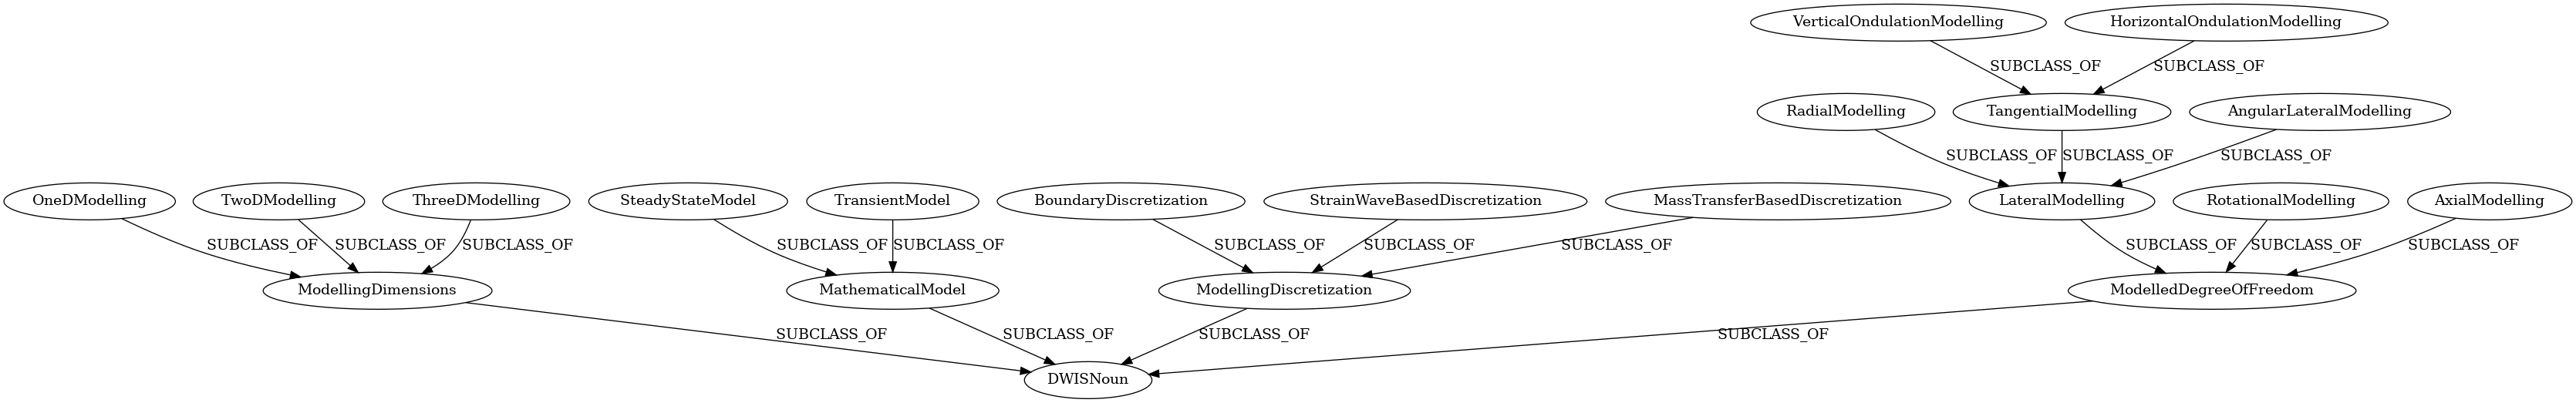 VerticalOndulationModelling
HorizontalOndulationModelling
SUBCLASS_OF
SUBCLASS_OF
RadialModelling
TangentialModelling
AngularLateralModelling
SUBCLASS_OF
SUBCLASS_OF
SUBCLASS_OF
OneDModelling
TwoDModelling
ThreeDModelling
SteadyStateModel
TransientModel
BoundaryDiscretization
StrainWaveBasedDiscretization
MassTransferBasedDiscretization
LateralModelling
RotationalModelling
AxialModelling
SUBCLASS_OF
SUBCLASS_OF
SUBCLASS_OF
SUBCLASS_OF
SUBCLASS_OF
SUBCLASS_OF
SUBCLASS_OF
SUBCLASS_OF
SUBCLASS_OF
SUBCLASS_OF
SUBCLASS_OF
ModellingDimensions
MathematicalModel
ModellingDiscretization
ModelledDegreeOfFreedom
SUBCLASS_OF
SUBCLASS_OF
SUBCLASS_OF
SUBCLASS_OF
DWISNoun